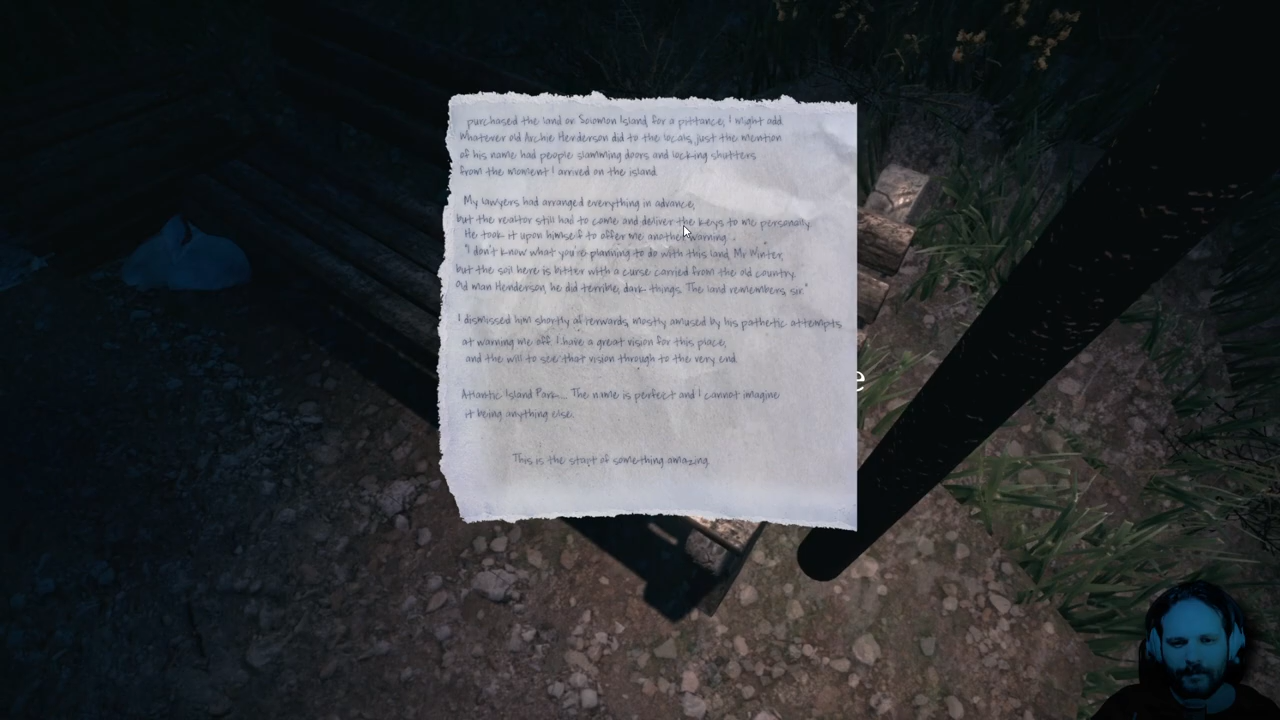 purchased the land on Solomon Island, for a pittance, I might add.
Whatever old Archie Henderson did to the locals, just the mention
of his name had people slamming doors and locking shutters
from the moment I arrived on the island.
My lawyers had arranged everything in advance,
but the realtor still had to come and deliver the keys to me personally.
He took it upon himself to offer me another warning.
"I don't know what you're planning to do with this land, Mr Winter,
but the soil here is bitter with a curse carried from the old country.
Old man Henderson, he did terrible, dark things. The land remembers, sir."
I dismissed him shortly afterwards, mostly amused by his pathetic attempts
at warning me off. I have a great vision for this place,
and the will to see that vision through to the very end.
Atlantic Island Park.... The name is perfect and I cannot imagine
it being anything else.
This is the start of something amazing.
e